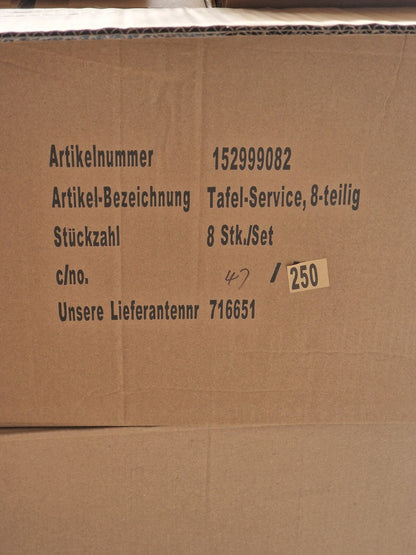 Artikelnummer 152999082
Artikel-Bezeichnung Tafel-Service, 8-teilig
Stückzahl 8 Stk./Set
c/no. 47 / 250
Unsere Lieferantennr 716651